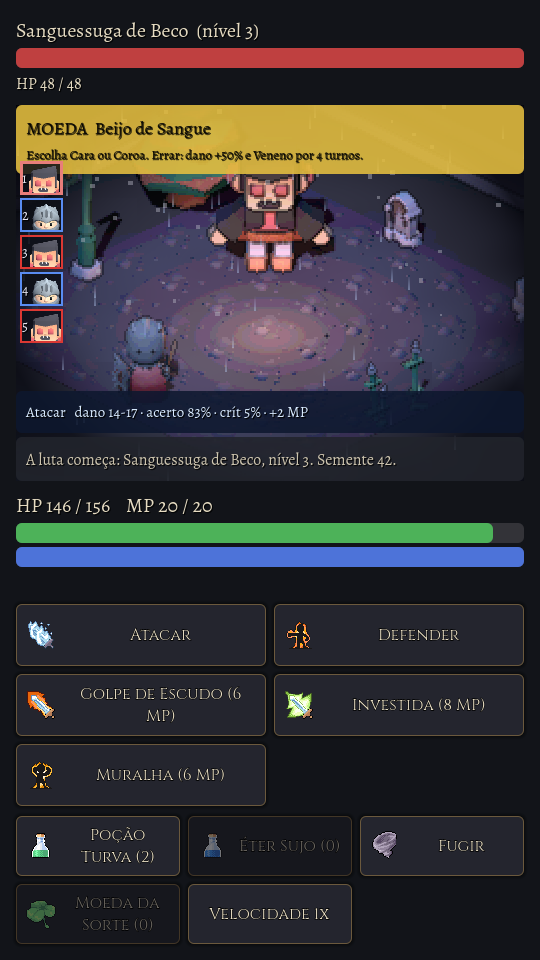 Sanguessuga de Beco (nível 3)
HP 48 / 48
MOEDA Beijo de Sangue
Escolha Cara ou Coroa. Errar: dano +50% e Veneno por 4 turnos.
1
2
3
4
5
Atacar dano 14-17 · acerto 83% · crít 5% · +2 MP
A luta começa: Sanguessuga de Beco, nível 3. Semente 42.
HP 146 / 156 MP 20 / 20
Atacar
Defender
Golpe de Escudo (6
MP)
Investida (8 MP)
Muralha (6 MP)
Poção
Turva (2)
Éter Sujo (0)
Fugir
Moeda da
Sorte (0)
Velocidade 1x